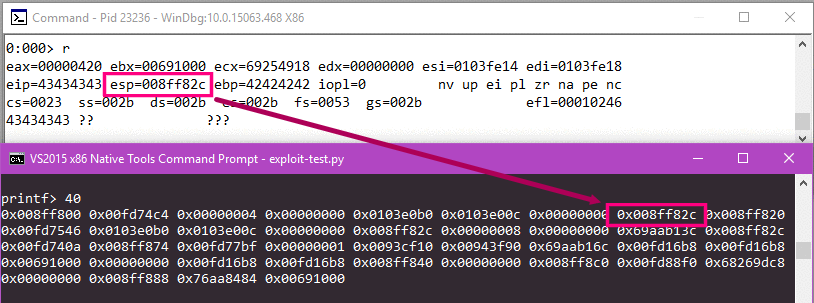 Command - Pid 23236 - WinDbg:10.0.15063.468 X86
0:000> r
eax=00000420 ebx=00691000 ecx=69254918 edx=00000000 esi=0103fe14 edi=0103fe18
eip=43434343 esp=008ff82c ebp=42424242 iopl=0 nv up ei pl zr na pe nc
cs=0023 ss=002b ds=002b es=002b fs=0053 gs=002b efl=00010246
43434343 ?? ???
VS2015 x86 Native Tools Command Prompt - exploit-test.py
printf> 40
0x008ff800 0x00fd74c4 0x00000004 0x00000000 0x0103e0b0 0x0103e00c 0x00000000 0x008ff82c 0x008ff820
0x00fd7546 0x0103e0b0 0x0103e00c 0x00000000 0x008ff82c 0x00000008 0x00000000 0x69aab13c 0x008ff82c
0x00fd740a 0x008ff874 0x00fd77bf 0x00000001 0x0093cf10 0x00943f90 0x69aab16c 0x00fd16b8 0x00fd16b8
0x00691000 0x00000000 0x00fd16b8 0x00fd16b8 0x008ff840 0x00000000 0x008ff8c0 0x00fd88f0 0x68269dc8
0x00000000 0x008ff888 0x76aa8484 0x00691000